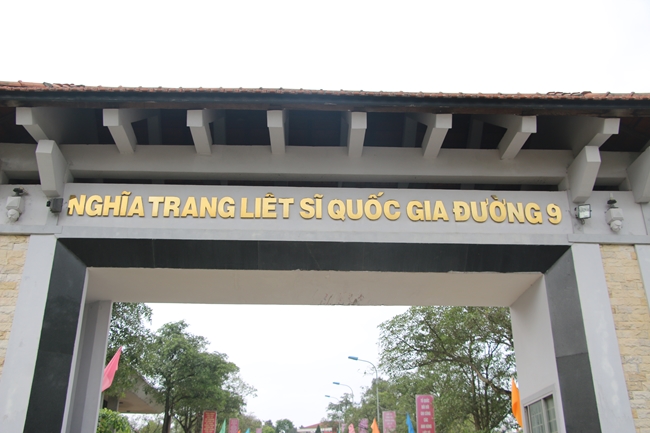 NGHĨA TRANG LIỆT SĨ QUỐC GIA ĐƯỜNG 9